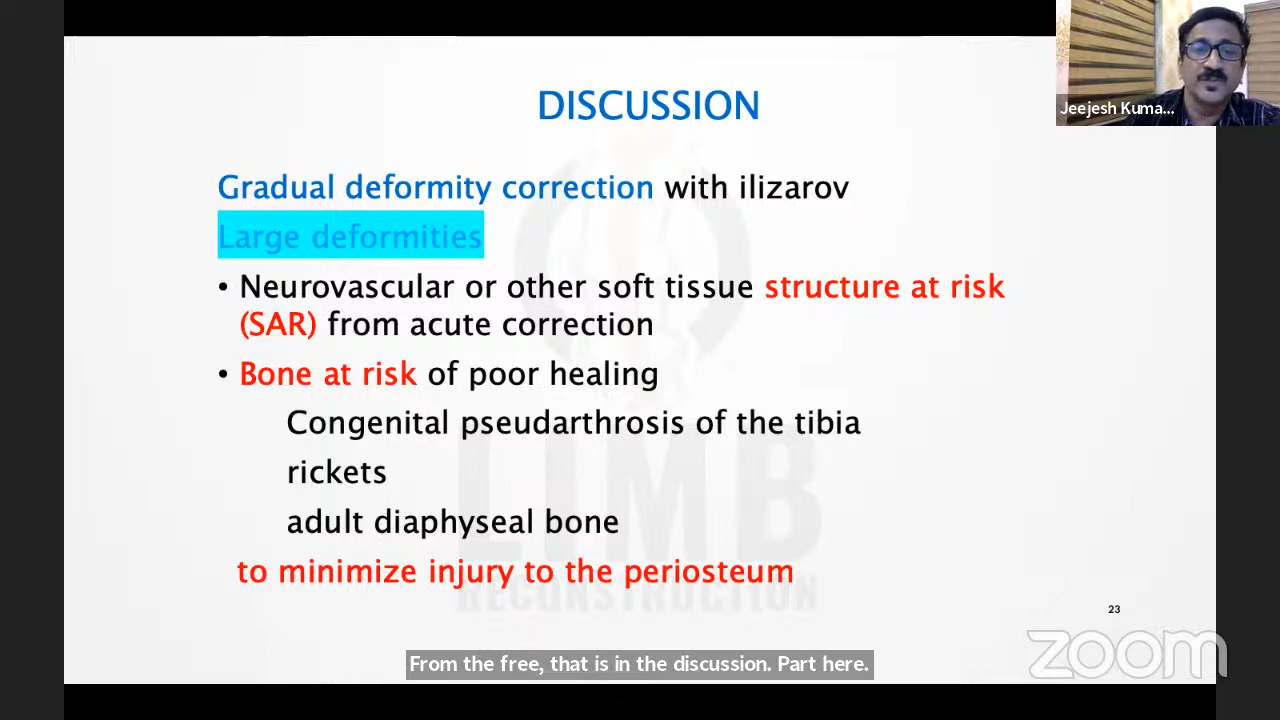 Jeejesh Kuma...
DISCUSSION
Gradual deformity correction with ilizarov
Large deformities
• Neurovascular or other soft tissue structure at risk
(SAR) from acute correction
• Bone at risk of poor healing
Congenital pseudarthrosis of the tibia
rickets
adult diaphyseal bone
to minimize injury to the periosteum
LIMB
RECONSTRUCTION
23
zoom
From the free, that is in the discussion. Part here.